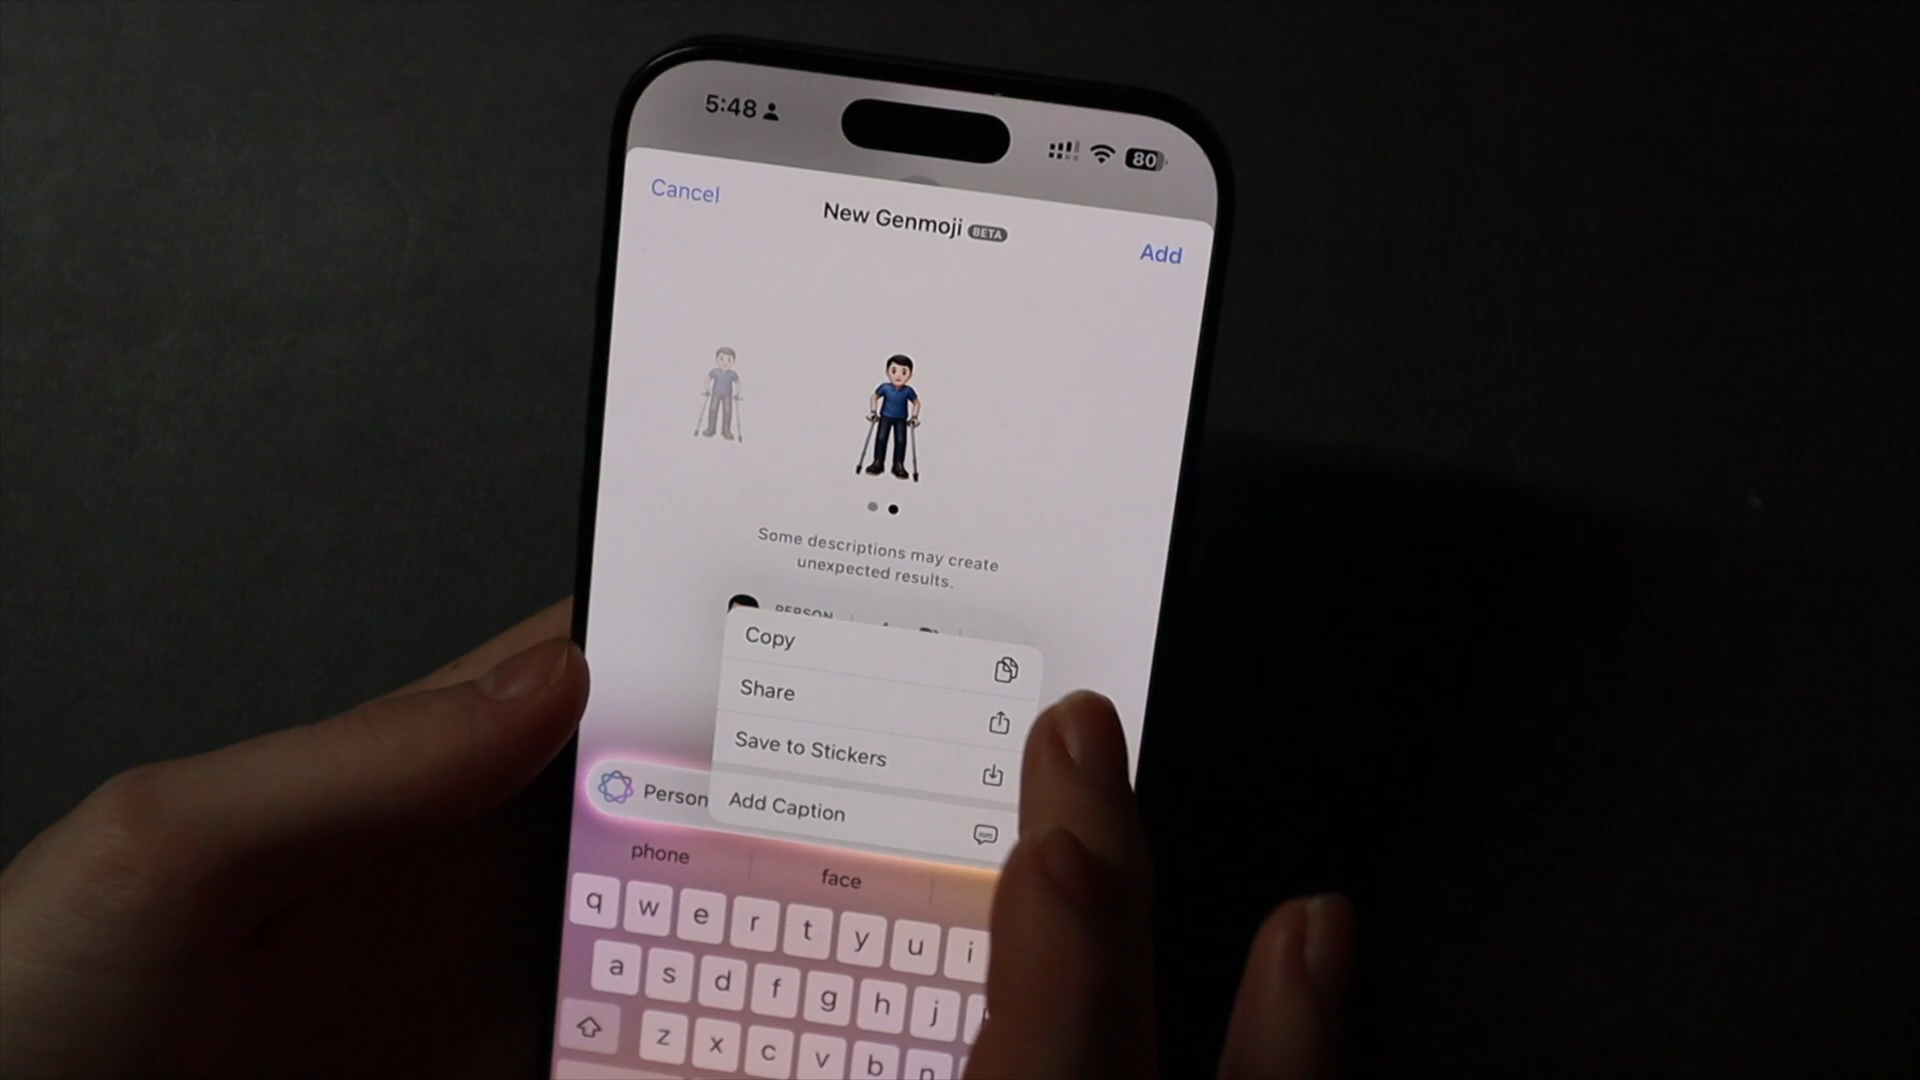 5:48
80
Cancel
New Genmoji BETA
Add
Some descriptions may create
unexpected results.
PERSON
Copy
Share
Save to Stickers
Add Caption
Person
phone
face
q w e r t y u i
a s d f g h j
z x c v b n